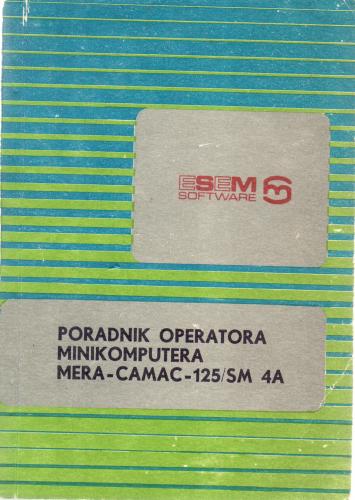 ESEM
SOFTWARE
PORADNIK OPERATORA
MINIKOMPUTERA
MERA-CAMAC-125/SM 4A